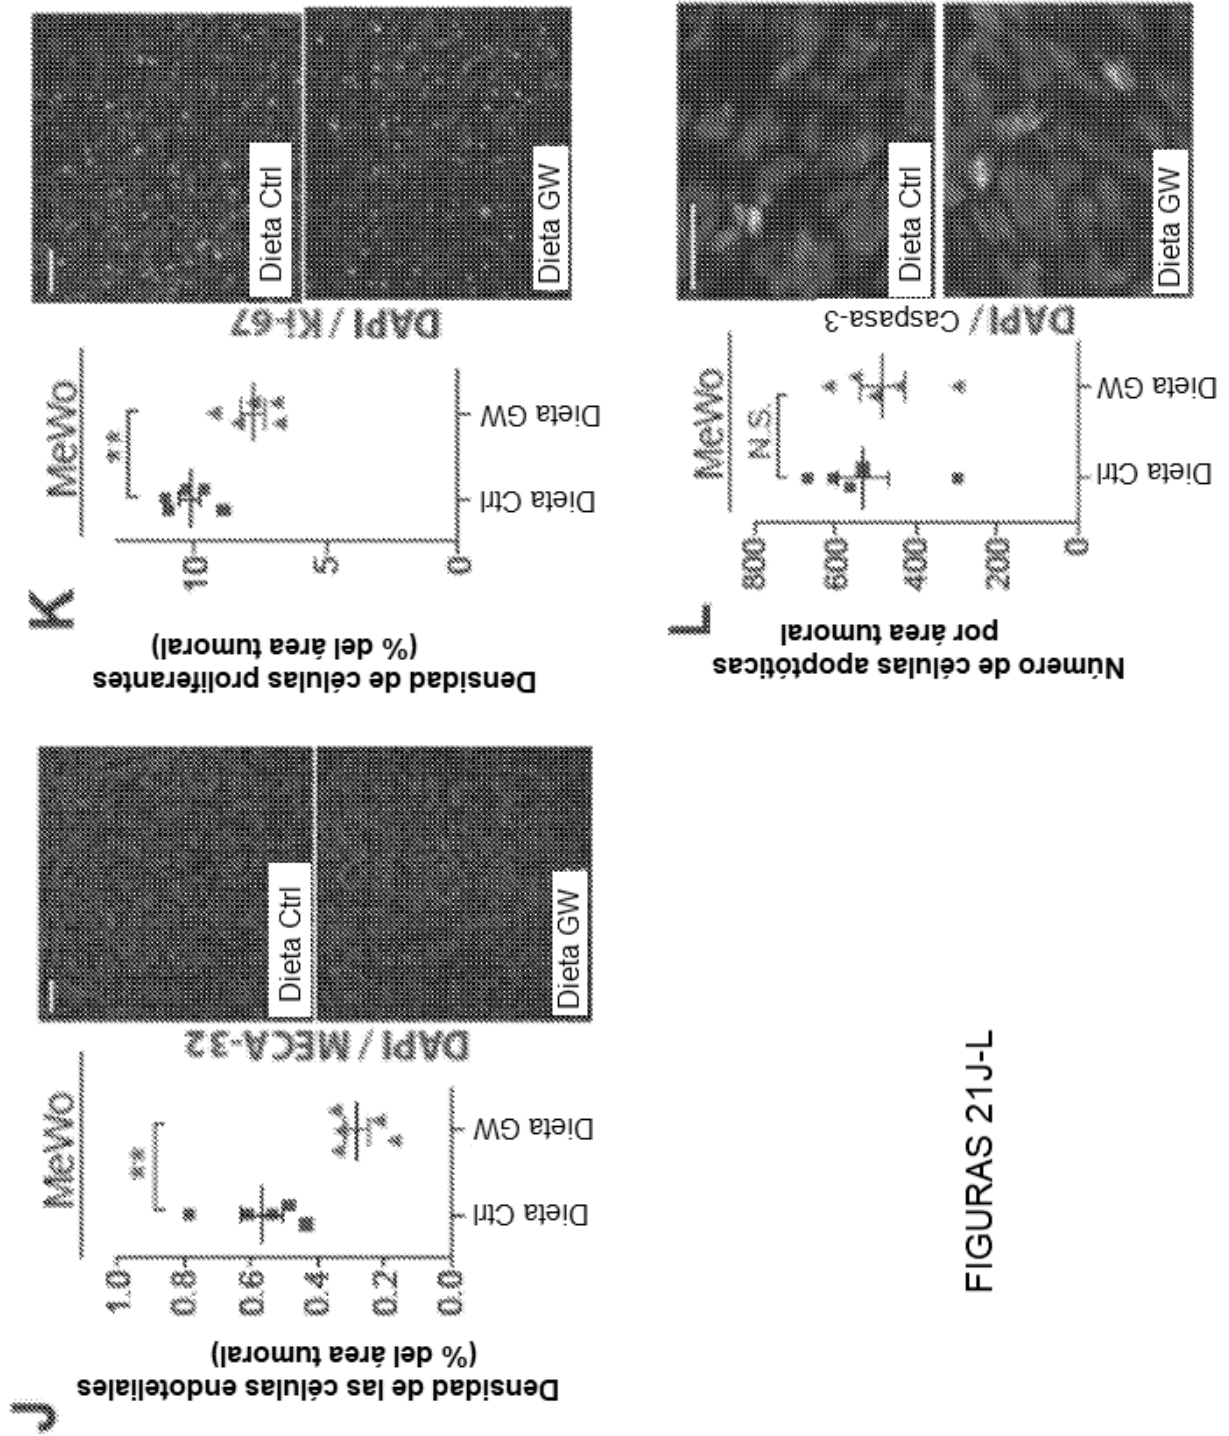 J
Densidad de las células endoteliales
(% del área tumoral)
MeWo
**
1.0
0.8
0.6
0.4
0.2
0.0
Dieta Ctrl
Dieta GW
DAPI / MECA-32
Dieta Ctrl
Dieta GW
K
Densidad de células proliferantes
(% del área tumoral)
MeWo
**
10
5
0
Dieta Ctrl
Dieta GW
DAPI / Ki-67
Dieta Ctrl
Dieta GW
L
Número de células apoptóticas
por área tumoral
MeWo
N.S.
800
600
400
200
0
Dieta Ctrl
Dieta GW
DAPI / Caspasa-3
Dieta Ctrl
Dieta GW
FIGURAS 21J-L